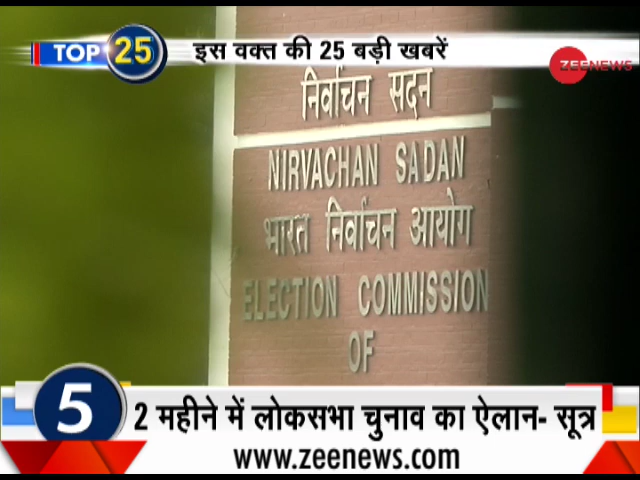 TOP 25
इस वक्त की 25 बड़ी खबरें
ZEENEWS
निर्वाचन सदन
NIRVACHAN SADAN
भारत निर्वाचन आयोग
ELECTION COMMISSION
OF
5
2 महीने में लोकसभा चुनाव का ऐलान- सूत्र
www.zeenews.com